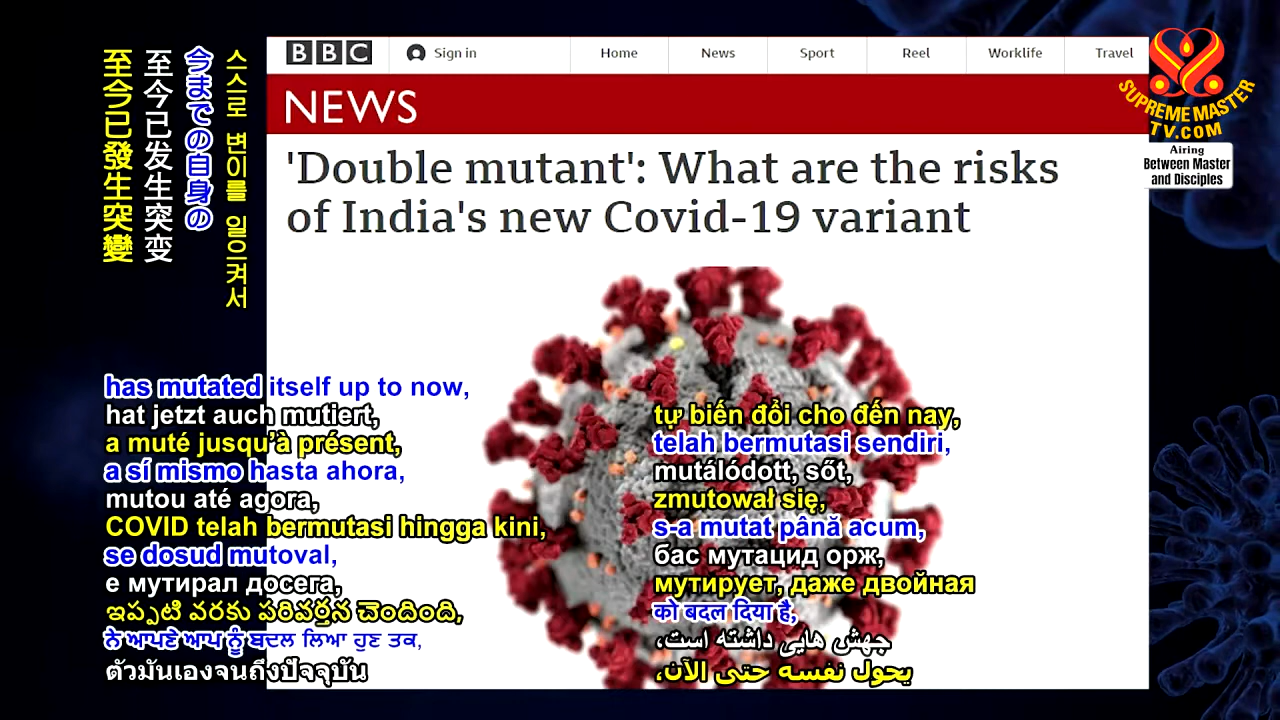 BBC
Sign in
Home
News
Sport
Reel
Worklife
Travel
NEWS
'Double mutant': What are the risks
of India's new Covid-19 variant
SUPREME MASTER
TV.COM
Airing
Between Master
and Disciples
스스로 변이를 일으켜서
今までの自身の
至今已发生突变
至今已發生突變
has mutated itself up to now,
hat jetzt auch mutiert,
a muté jusqu'à présent,
a sí mismo hasta ahora,
mutou até agora,
COVID telah bermutasi hingga kini,
se dosud mutoval,
е мутирал досега,
ఇప్పటి వరకు పరివర్తన చెందింది,
ਨੇ ਆਪਣੇ ਆਪ ਨੂੰ ਬਦਲ ਲਿਆ ਹੁਣ ਤਕ,
ตัวมันเองจนถึงปัจจุบัน
tự biến đổi cho đến nay,
telah bermutasi sendiri,
mutálódott, sőt,
zmutował się,
s-a mutat până acum,
бас мутацид орж,
мутирует, даже двойная
को बदल दिया है,
جهش هایی داشته است،
يحول نفسه حتى الآن،